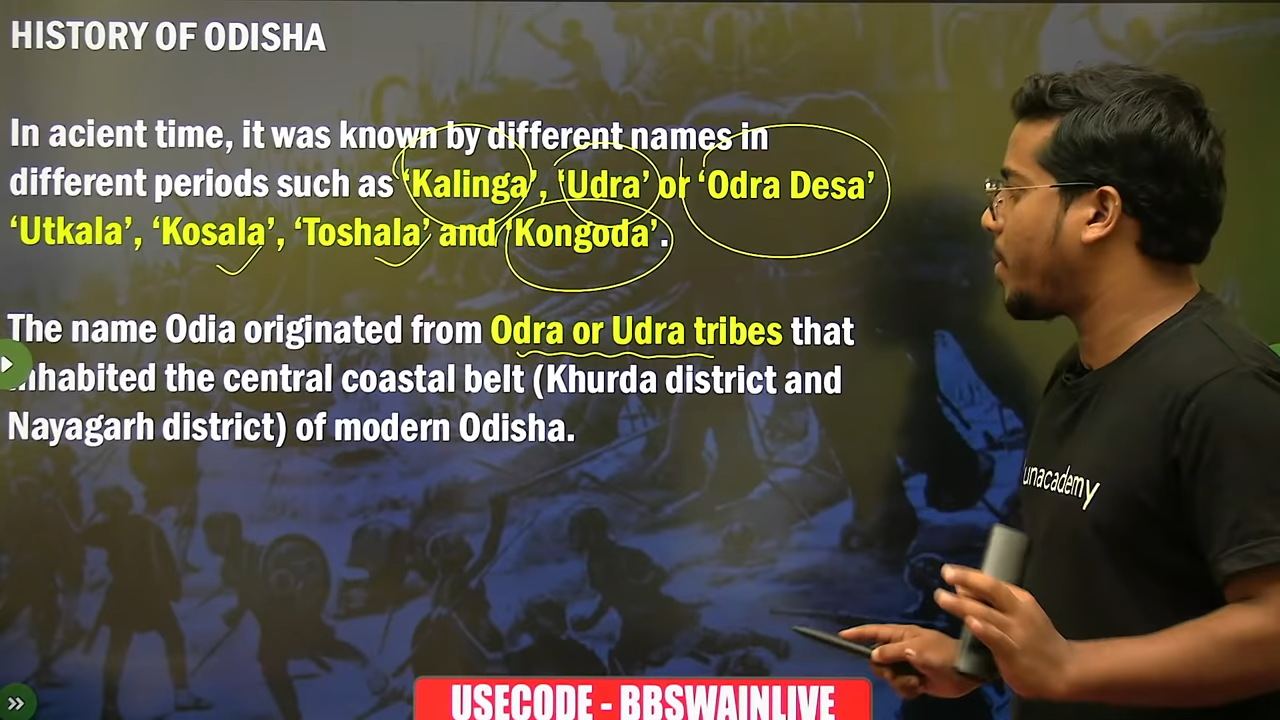 HISTORY OF ODISHA
In acient time, it was known by different names in
different periods such as ‘Kalinga’, ‘Udra’ or ‘Odra Desa’
‘Utkala’, ‘Kosala’, ‘Toshala’ and ‘Kongoda’.
The name Odia originated from Odra or Udra tribes that
inhabited the central coastal belt (Khurda district and
Nayagarh district) of modern Odisha.
unacademy
USECODE - BBSWAINLIVE